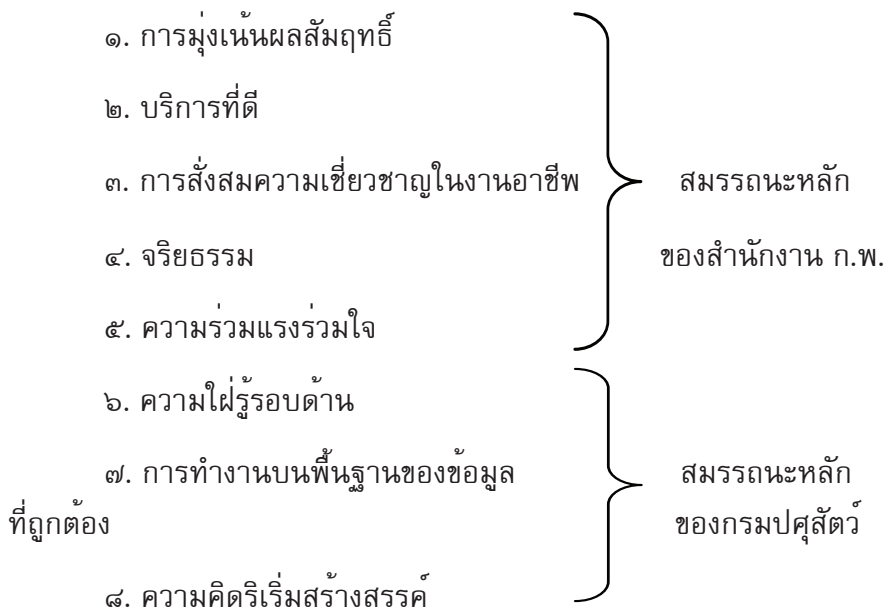 ๑. การมุ่งเน้นผลสัมฤทธิ์
๒. บริการที่ดี
๓. การสั่งสมความเชี่ยวชาญในงานอาชีพ
๔. จริยธรรม
๕. ความร่วมแรงร่วมใจ
สมรรถนะหลัก
ของสำนักงาน ก.พ.
๖. ความใฝ่รู้รอบด้าน
๗. การทำงานบนพื้นฐานของข้อมูล
ที่ถูกต้อง
๘. ความคิดริเริ่มสร้างสรรค์
สมรรถนะหลัก
ของกรมปศุสัตว์